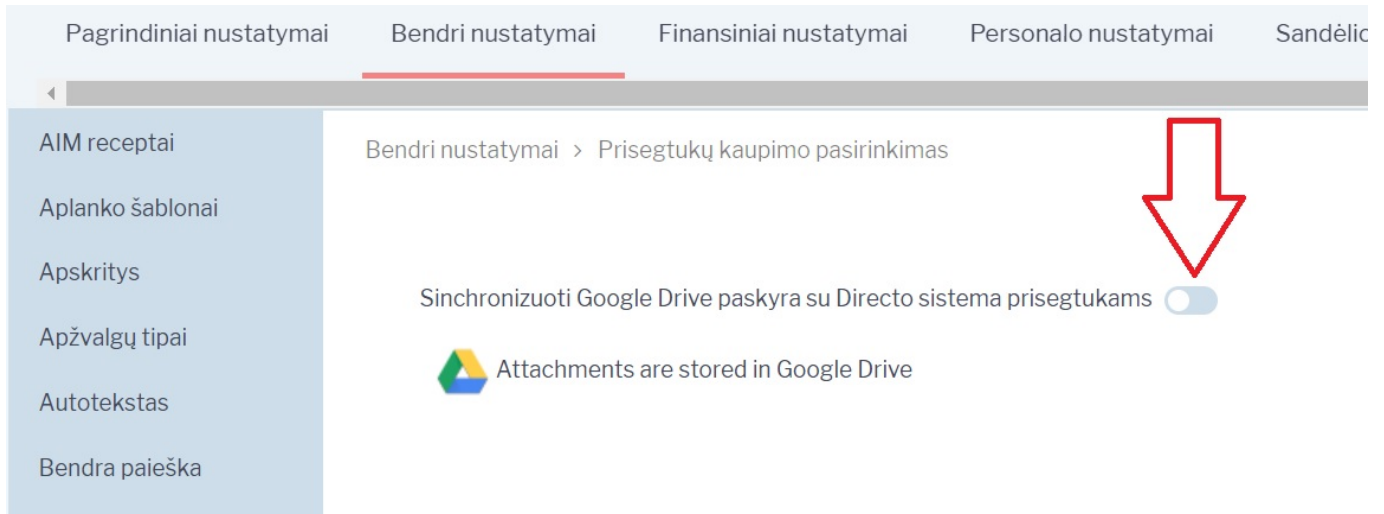 Pagrindiniai nustatymai Bendri nustatymai Finansiniai nustatymai Personalo nustatymai
AIM receptai
Aplanko šablonai
Apskritys
Apžvalgų tipai
Autotekstas
Bendra paieška
Bendri nustatymai > Prisegtukų kaupimo pasirinkimas
Sinchronizuoti Google Drive paskyra su Directo sistema prisegtukams
Attachments are stored in Google Drive